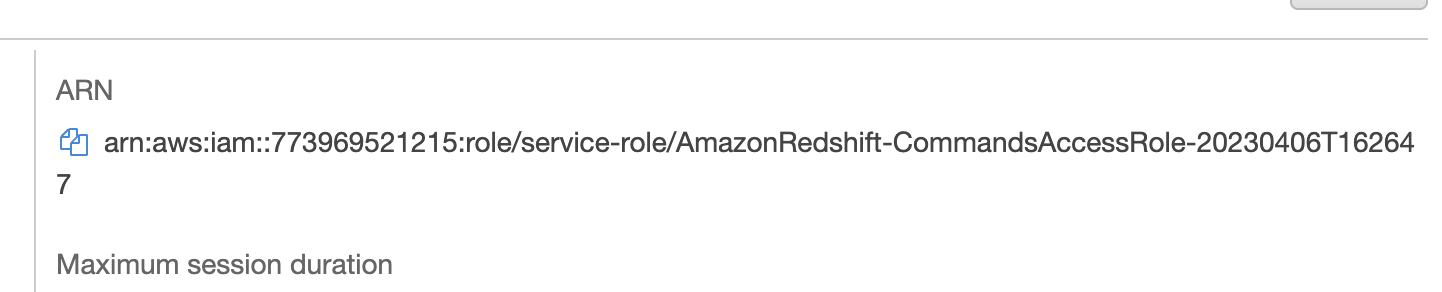 ARN
arn:aws:iam::773969521215:role/service-role/AmazonRedshift-CommandsAccessRole-20230406T16264
7
Maximum session duration